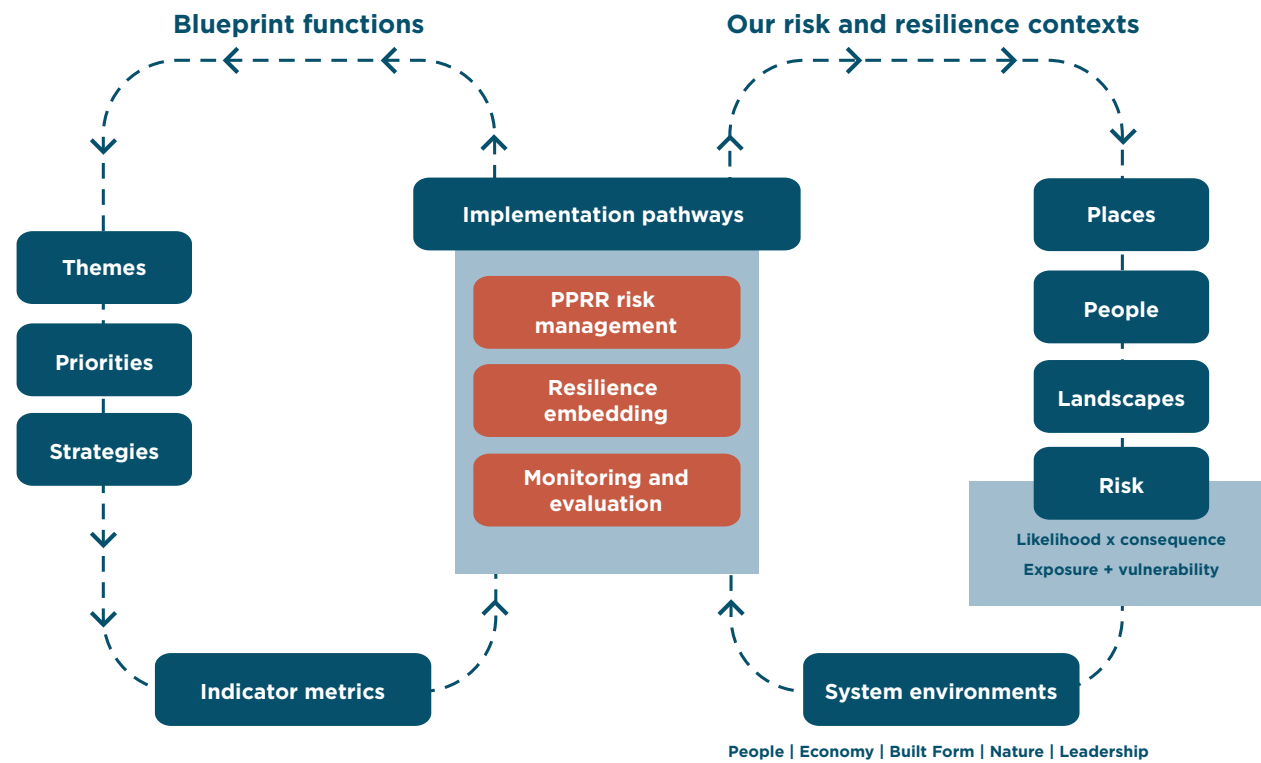 Blueprint functions
Our risk and resilience contexts
Implementation pathways
PPRR risk
management
Resilience
embedding
Monitoring and
evaluation
Themes
Priorities
Strategies
Indicator metrics
Places
People
Landscapes
Risk
Likelihood x consequence
Exposure + vulnerability
System environments
People | Economy | Built Form | Nature | Leadership